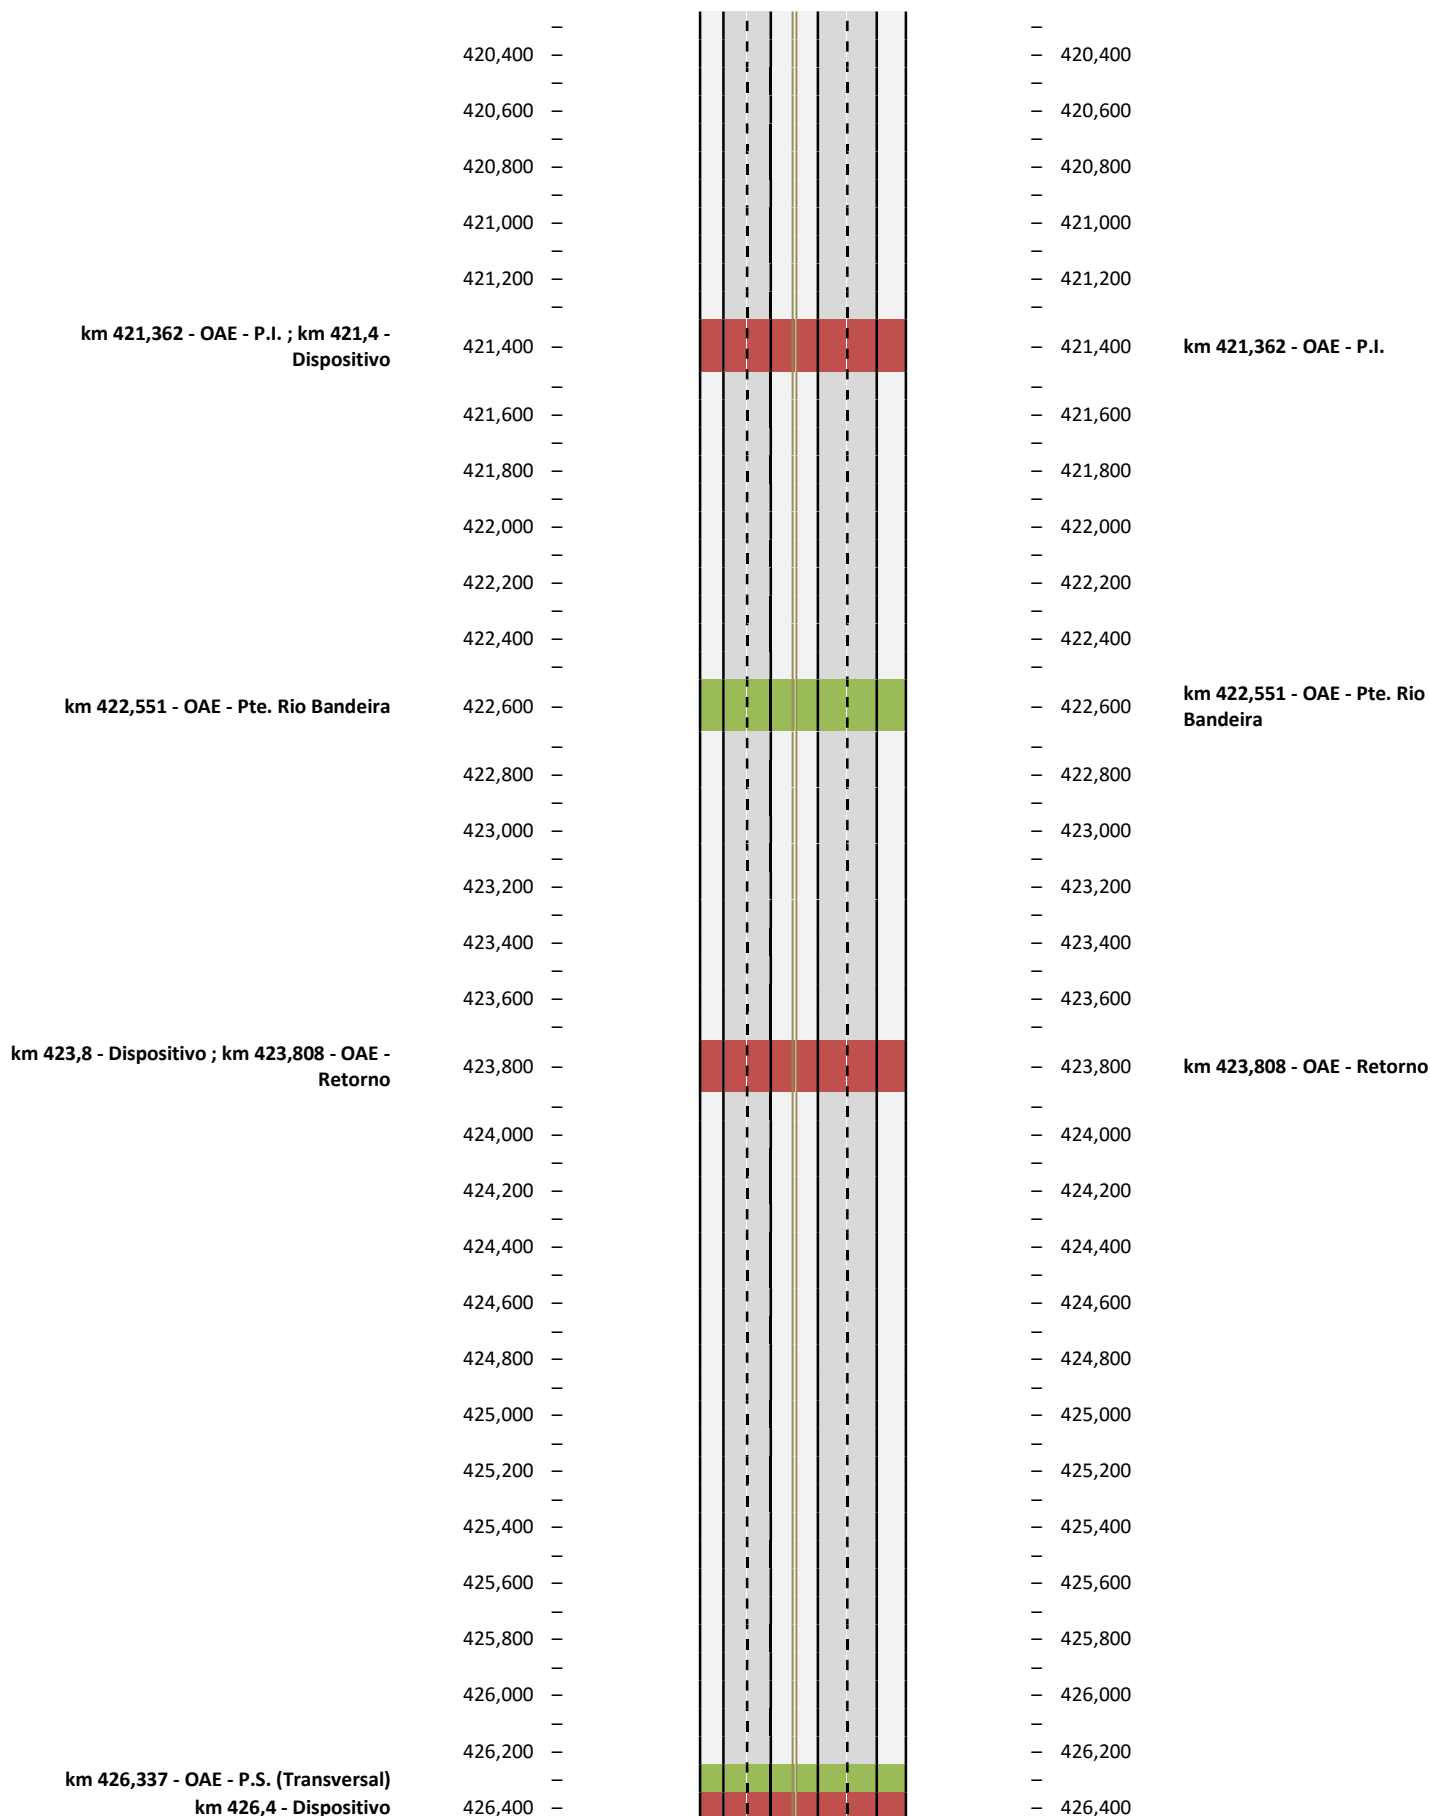 –  –
420,400 –  – 420,400
–  –
420,600 –  – 420,600
–  –
420,800 –  – 420,800
–  –
421,000 –  – 421,000
–  –
421,200 –  – 421,200
–  –
km 421,362 - OAE - P.I. ; km 421,4 -
Dispositivo
421,400 –  – 421,400
km 421,362 - OAE - P.I.
–  –
421,600 –  – 421,600
–  –
421,800 –  – 421,800
–  –
422,000 –  – 422,000
–  –
422,200 –  – 422,200
–  –
422,400 –  – 422,400
–  –
km 422,551 - OAE - Pte. Rio Bandeira
422,600 –  – 422,600
km 422,551 - OAE - Pte. Rio
Bandeira
–  –
422,800 –  – 422,800
–  –
423,000 –  – 423,000
–  –
423,200 –  – 423,200
–  –
423,400 –  – 423,400
–  –
423,600 –  – 423,600
–  –
km 423,8 - Dispositivo ; km 423,808 - OAE -
Retorno
423,800 –  – 423,800
km 423,808 - OAE - Retorno
–  –
424,000 –  – 424,000
–  –
424,200 –  – 424,200
–  –
424,400 –  – 424,400
–  –
424,600 –  – 424,600
–  –
424,800 –  – 424,800
–  –
425,000 –  – 425,000
–  –
425,200 –  – 425,200
–  –
425,400 –  – 425,400
–  –
425,600 –  – 425,600
–  –
425,800 –  – 425,800
–  –
426,000 –  – 426,000
–  –
426,200 –  – 426,200
km 426,337 - OAE - P.S. (Transversal) –  –
km 426,4 - Dispositivo 426,400 –  – 426,400